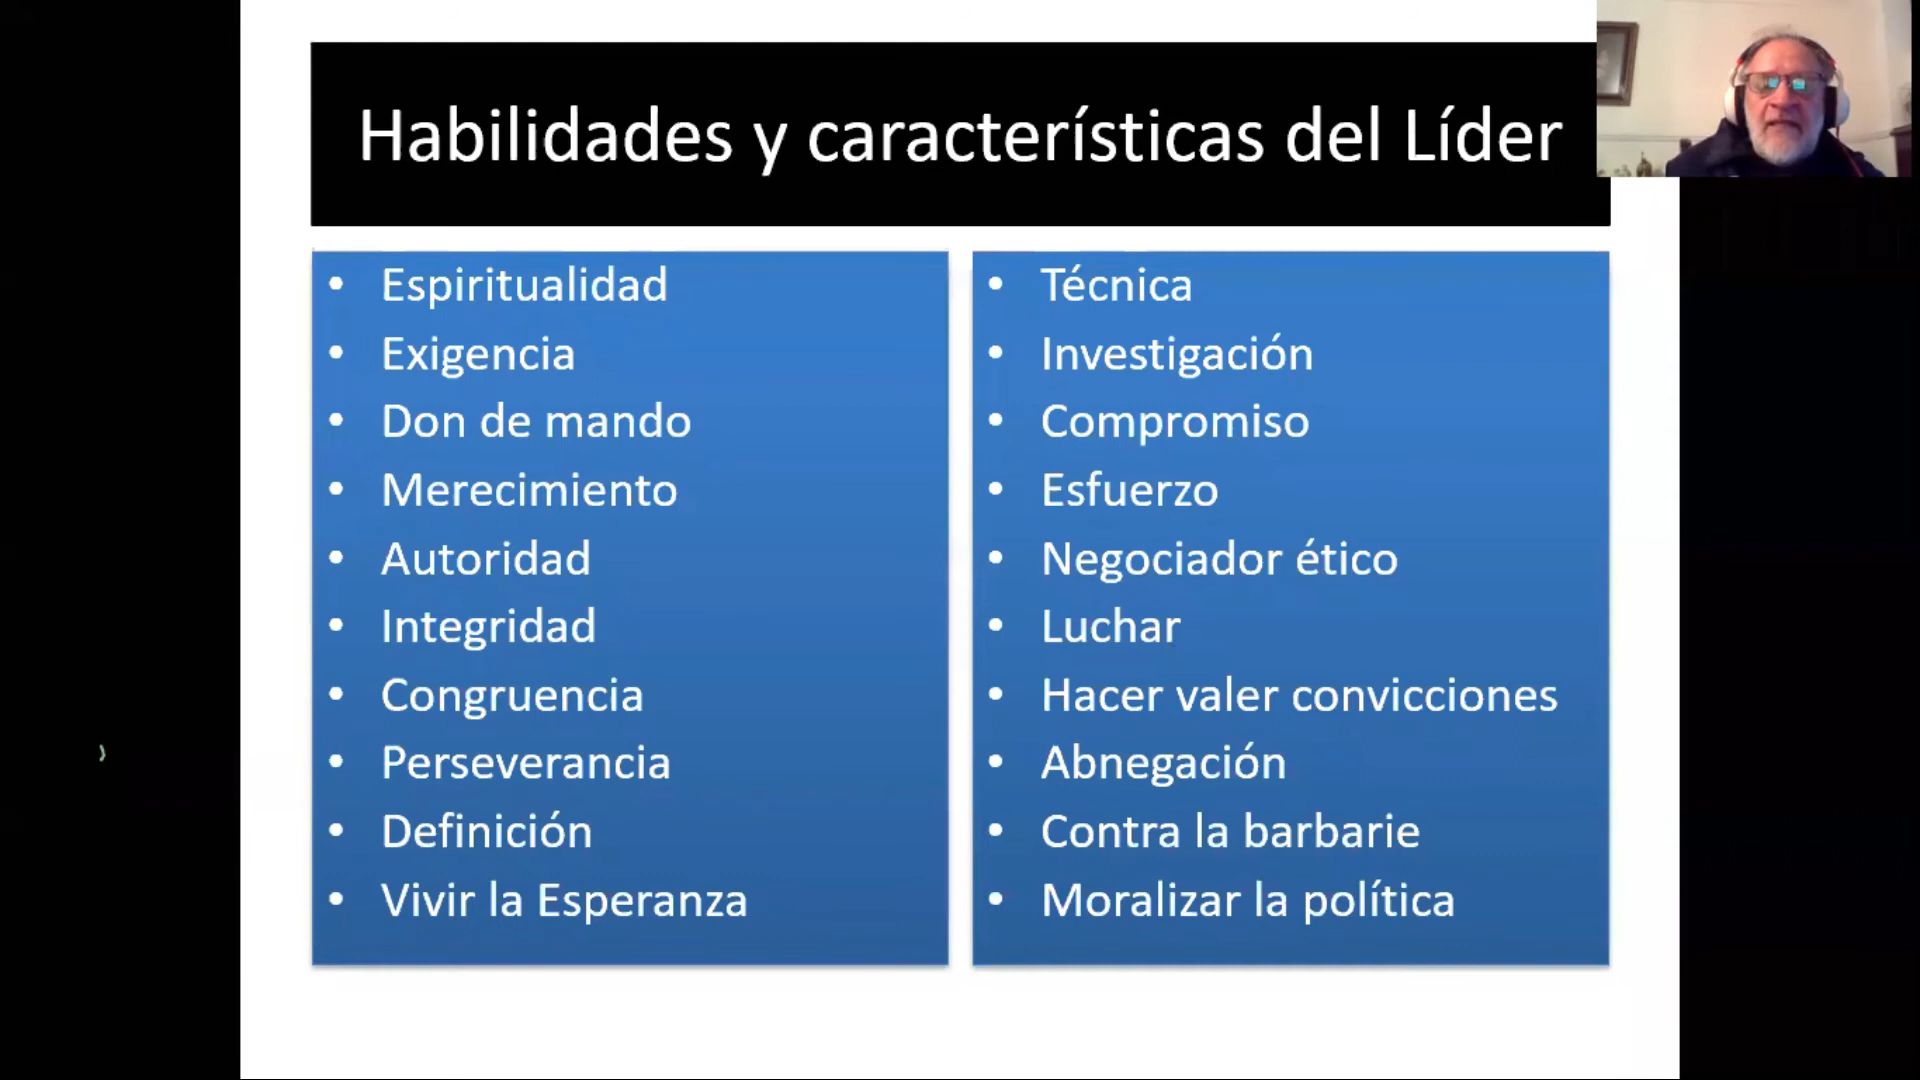 Habilidades y características del Líder
• Espiritualidad
• Exigencia
• Don de mando
• Merecimiento
• Autoridad
• Integridad
• Congruencia
• Perseverancia
• Definición
• Vivir la Esperanza
• Técnica
• Investigación
• Compromiso
• Esfuerzo
• Negociador ético
• Luchar
• Hacer valer convicciones
• Abnegación
• Contra la barbarie
• Moralizar la política